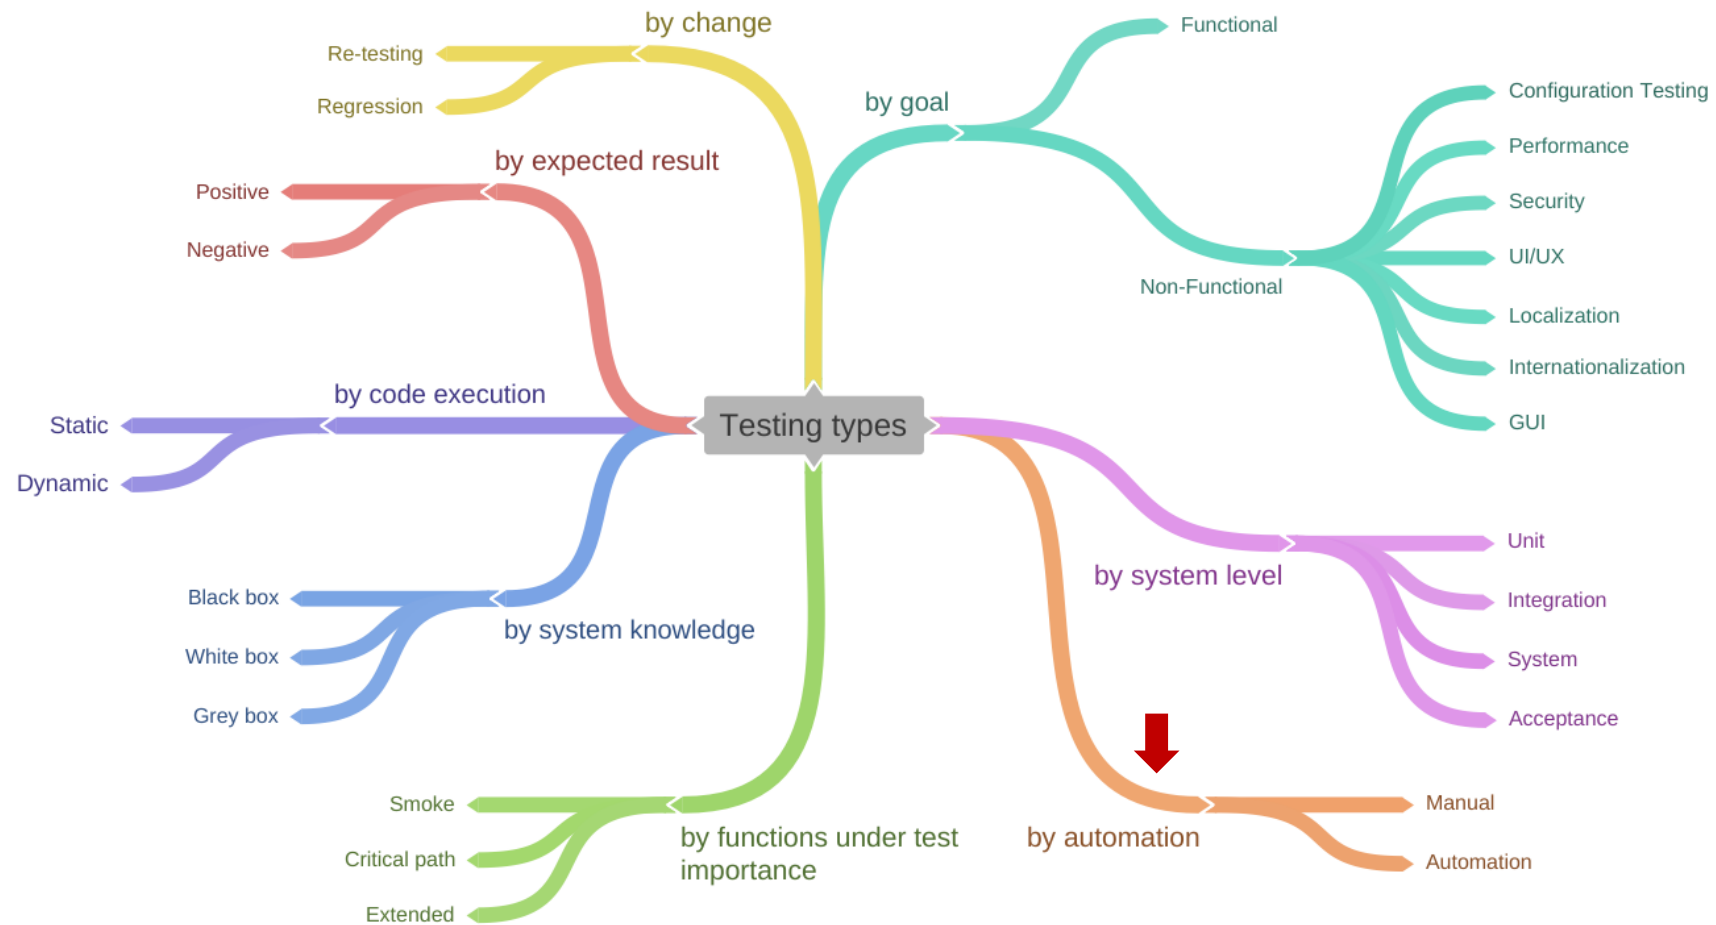 by change
Re-testing
Regression
by expected result
Positive
Negative
by code execution
Static
Dynamic
Black box
White box
Grey box
by system knowledge
Smoke
Critical path
Extended
by functions under test
importance
Testing types
by goal
Functional
Non-Functional
Configuration Testing
Performance
Security
UI/UX
Localization
Internationalization
GUI
by system level
Unit
Integration
System
Acceptance
by automation
Manual
Automation